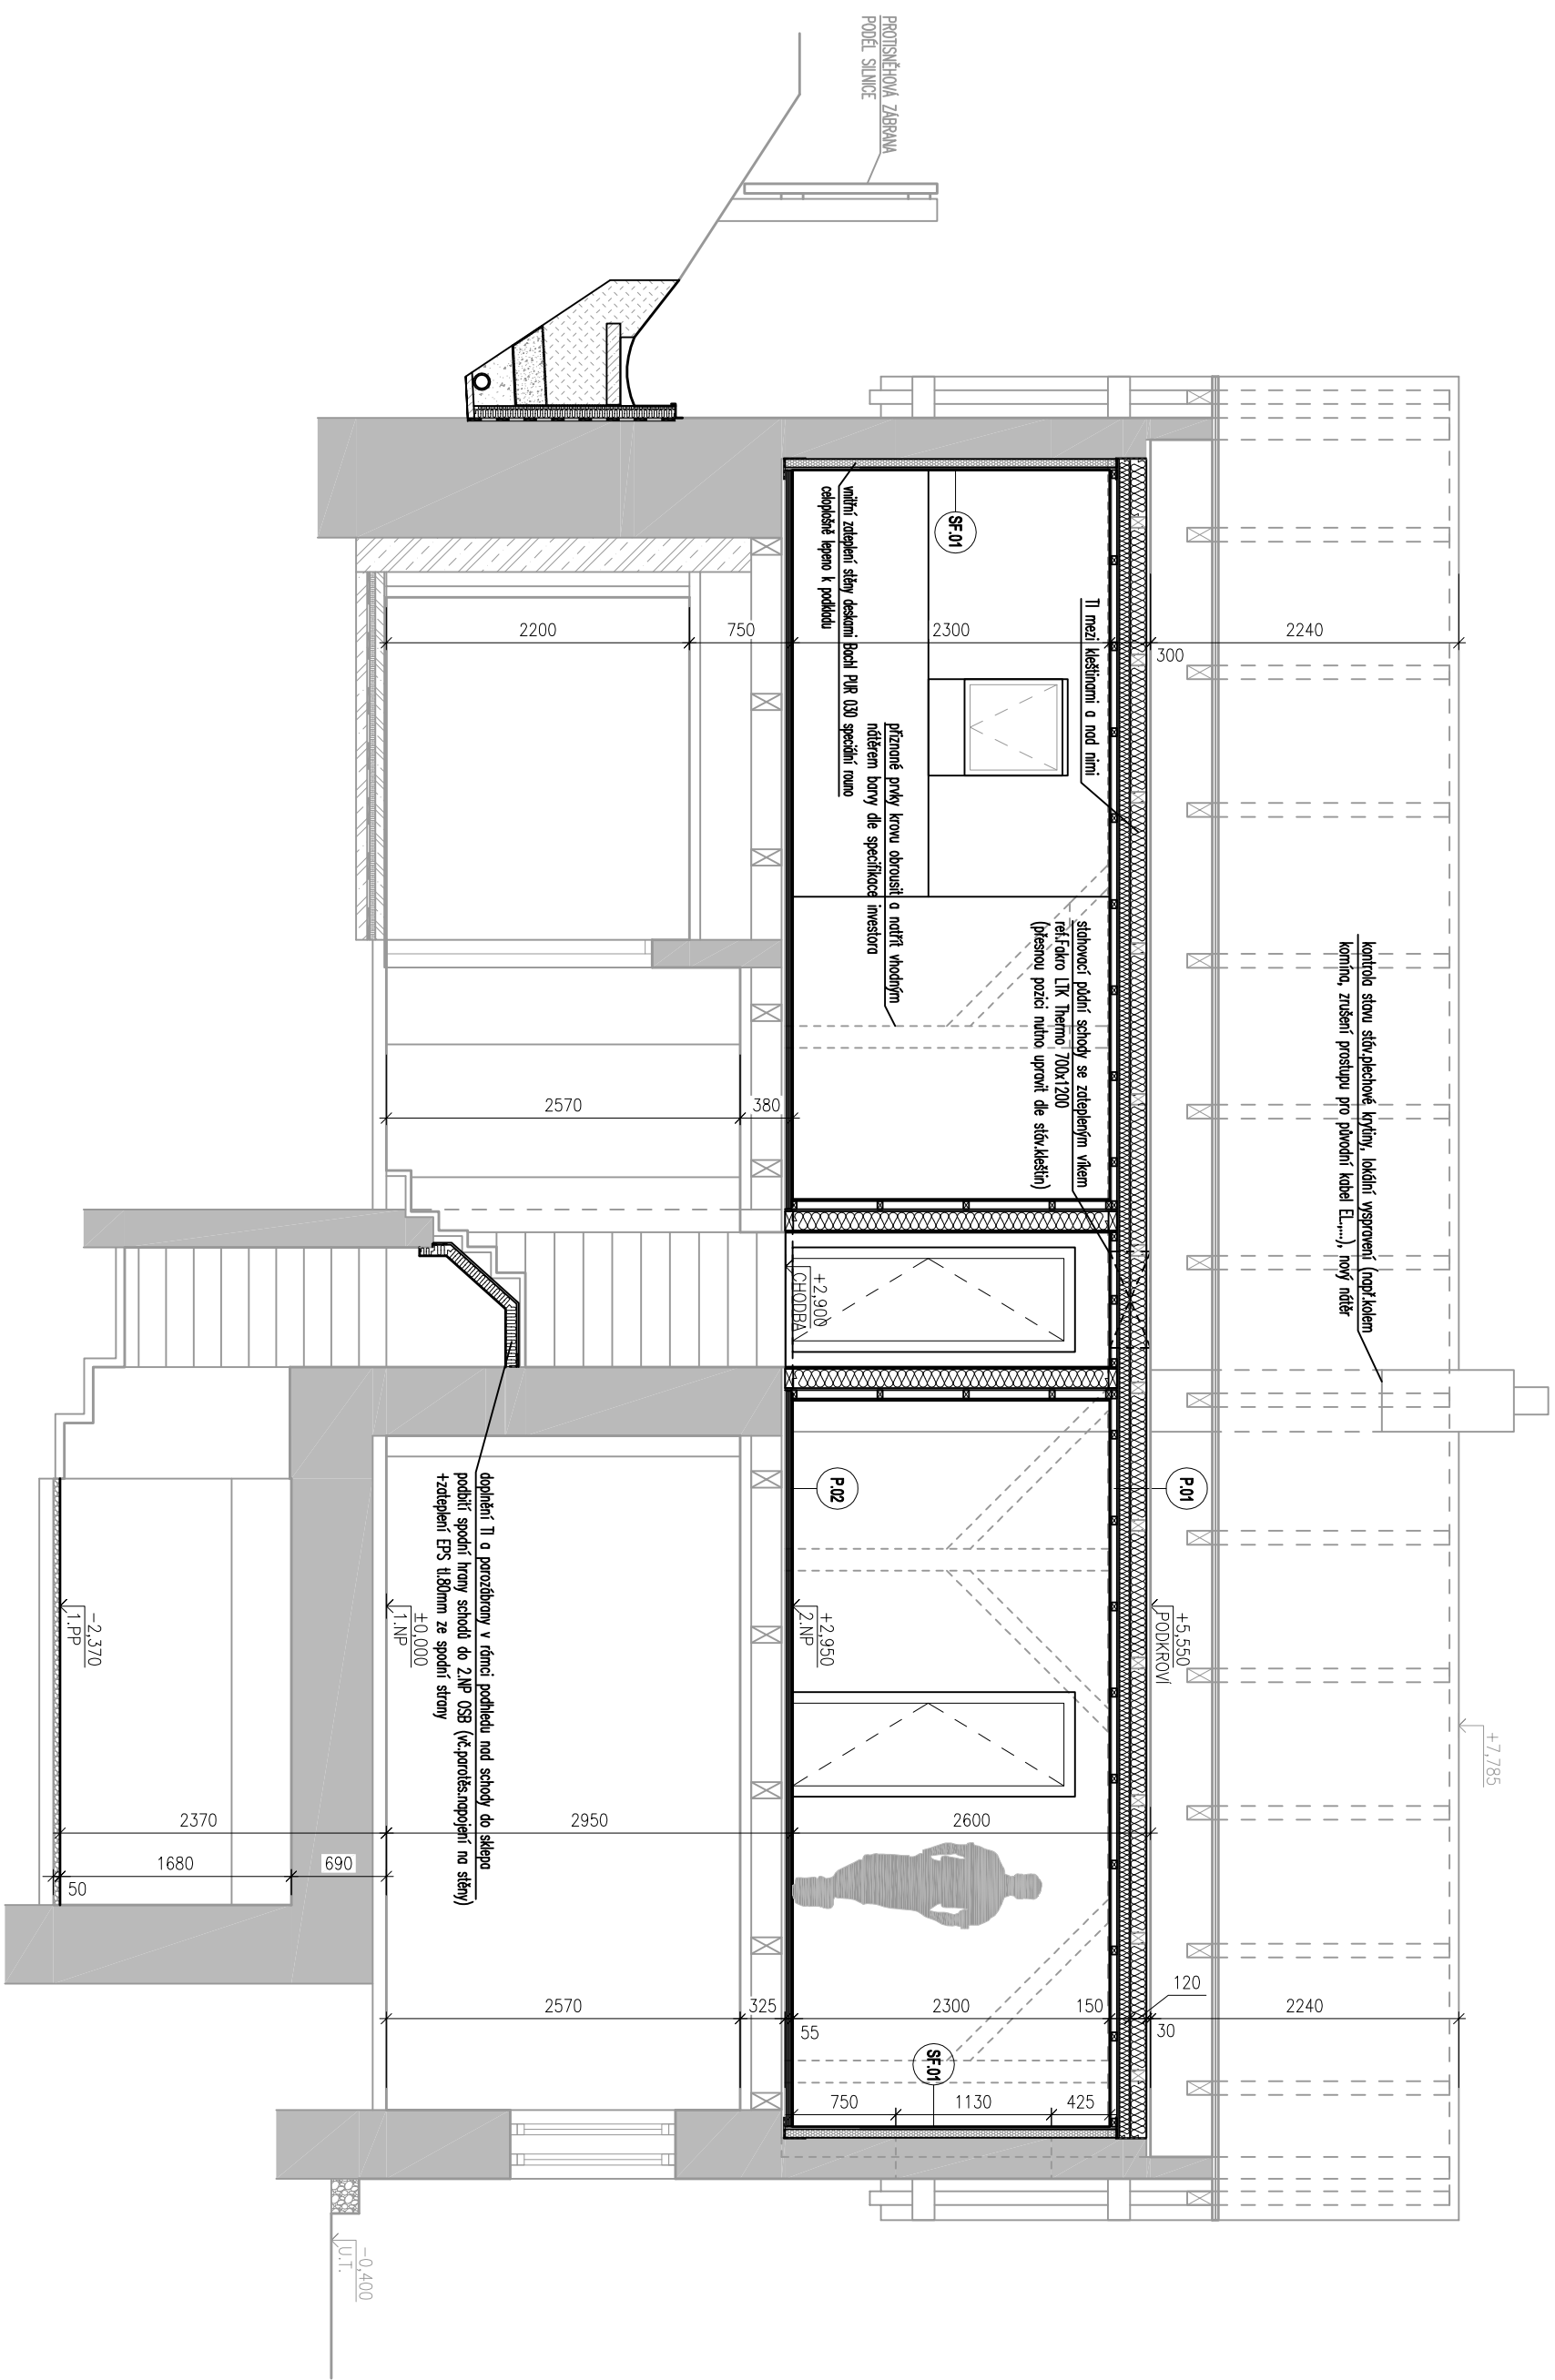 PROTISNĚHOVÁ ZÁBRANA
PODÉL SILNICE
kontrola stavu stáv.plechové krytiny, lokální vyspravení (např.kolem
komína, zrušení prostupu pro původní kabel EL.,...), nový nátěr
+7,785
2240
300
2240
120
30
+5,550
PODKROVÍ
P.01
TI mezi kleštinami a nad nimi
stahovací půdní schody se zatepleným víkem
ref.Fakro LTK Thermo 700x1200
(přesnou pozici nutno upravit dle stáv.kleštin)
SF.01
2300
přiznané prvky krovu obrousit a natřít vhodným
nátěrem barvy dle specifikace investora
vnitřní zateplení stěny deskami Bachl PUR 030 speciální rouno
celoplošně lepeno k podkladu
+2,900
CHODBA
P.02
+2,950
2.NP
2600
2300
150
SF.01
750
1130
425
55
325
750
2200
380
2570
2950
2570
doplnění TI a parozábrany v rámci podhledu nad schody do sklepa
podbití spodní hrany schodů do 2.NP OSB (vč.parotěs.napojení na stěny)
+zateplení EPS tl.80mm ze spodní strany
±0,000
1.NP
-0,400
U.T.
2370
1680
690
50
-2,370
1.PP